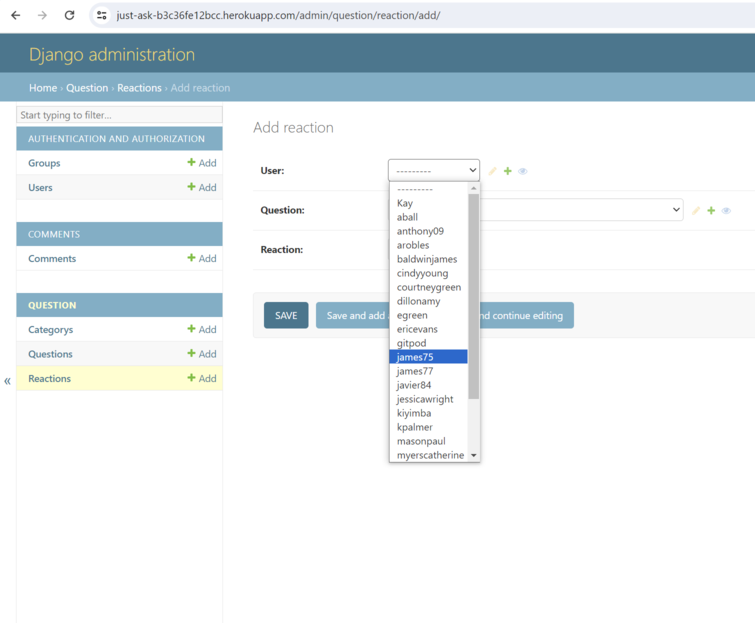 just-ask-b3c36fe12bcc.herokuapp.com/admin/question/reaction/add/
Django administration
Home › Question › Reactions › Add reaction
Start typing to filter...
AUTHENTICATION AND AUTHORIZATION
Groups + Add
Users + Add
COMMENTS
Comments + Add
QUESTION
Categorys + Add
Questions + Add
Reactions + Add
«
Add reaction
User: ---------
---------
Kay
aball
anthony09
arobles
baldwinjames
cindyyoung
courtneygreen
dillonamy
egreen
ericevans
gitpod
james75
james77
javier84
jessicawright
kiyimba
kpalmer
masonpaul
myerscatherine
Question:
Reaction:
SAVE Save and add nd continue editing